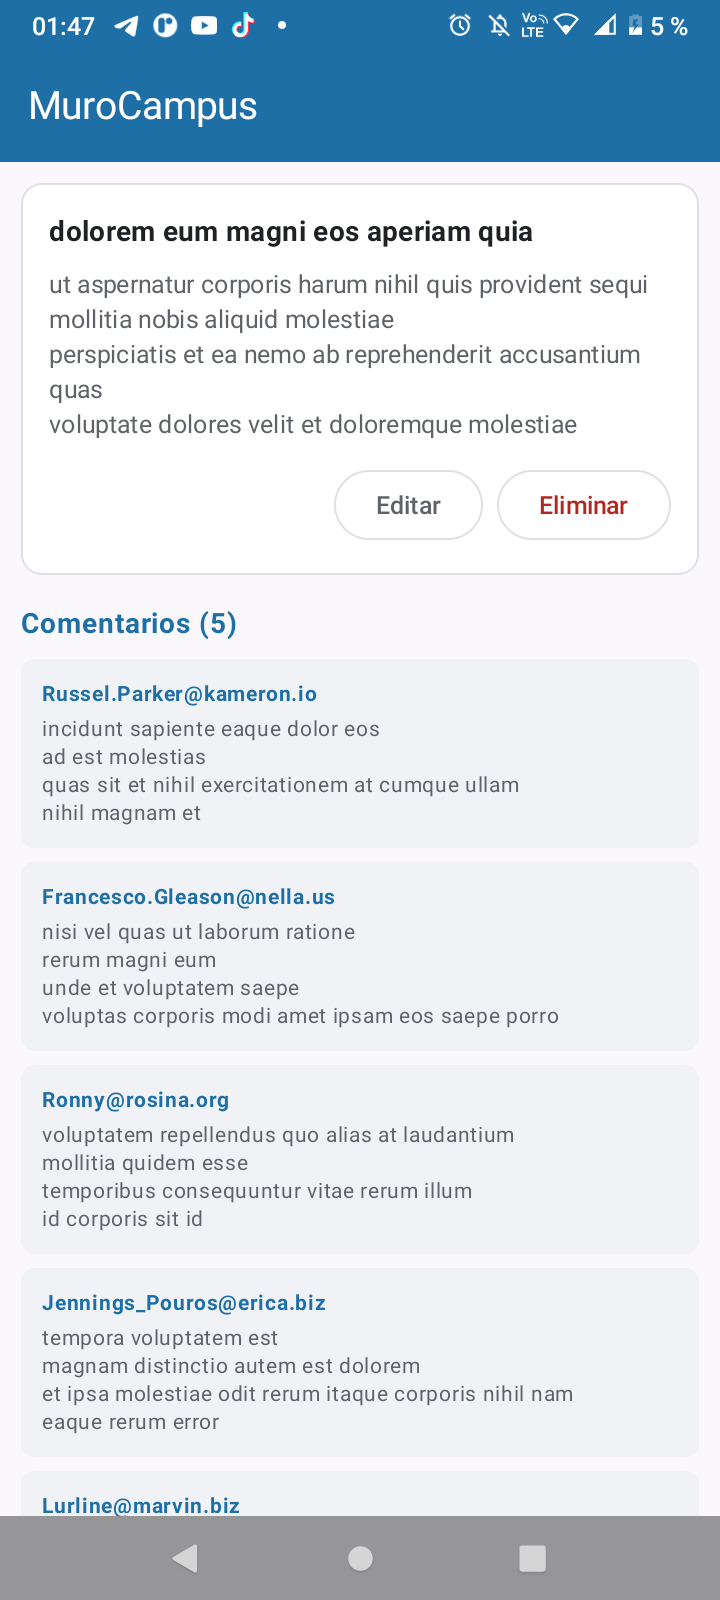 01:47
Vo LTE 5 %
MuroCampus
dolorem eum magni eos aperiam quia
ut aspernatur corporis harum nihil quis provident sequi
mollitia nobis aliquid molestiae
perspiciatis et ea nemo ab reprehenderit accusantium
quas
voluptate dolores velit et doloremque molestiae
Editar Eliminar
Comentarios (5)
Russel.Parker@kameron.io
incidunt sapiente eaque dolor eos
ad est molestias
quas sit et nihil exercitationem at cumque ullam
nihil magnam et
Francesco.Gleason@nella.us
nisi vel quas ut laborum ratione
rerum magni eum
unde et voluptatem saepe
voluptas corporis modi amet ipsam eos saepe porro
Ronny@rosina.org
voluptatem repellendus quo alias at laudantium
mollitia quidem esse
temporibus consequuntur vitae rerum illum
id corporis sit id
Jennings_Pouros@erica.biz
tempora voluptatem est
magnam distinctio autem est dolorem
et ipsa molestiae odit rerum itaque corporis nihil nam
eaque rerum error
Lurline@marvin.biz